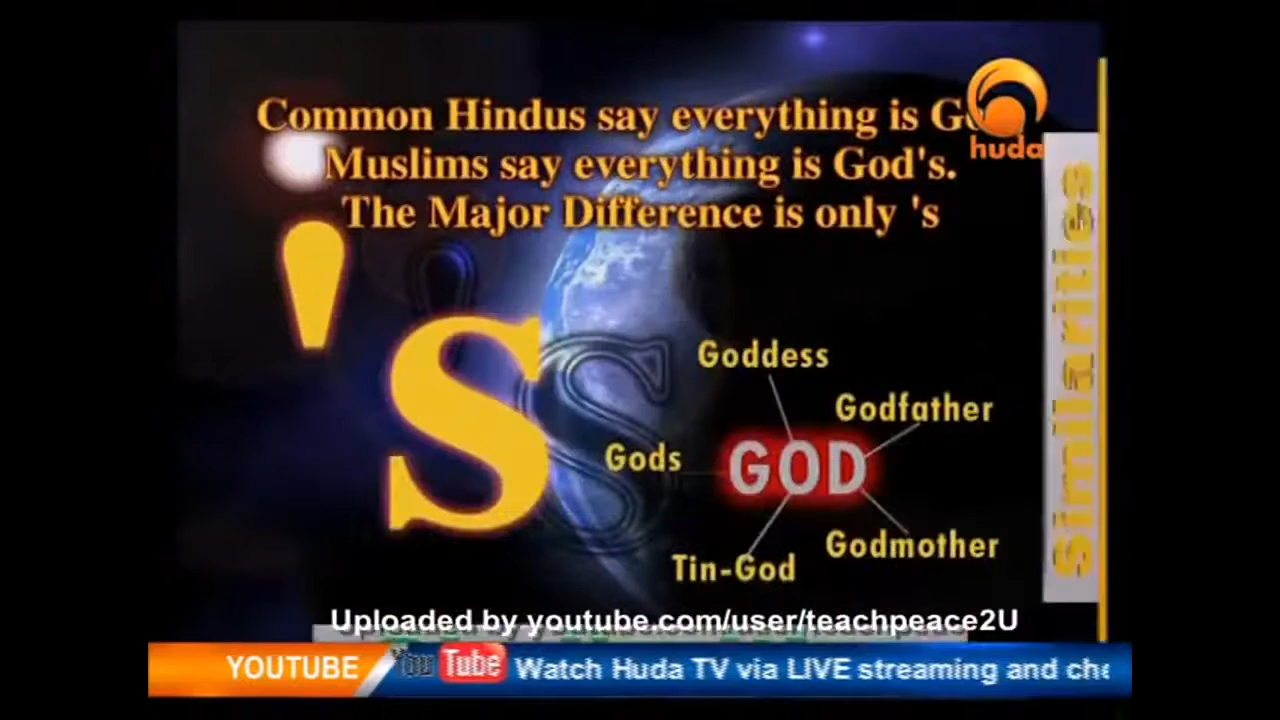 Common Hindus say everything is
huda
Muslims say everything is God's.
The Major Difference is only 's
Similarities
's
Goddess
Godfather
Gods
GOD
Godmother
Tin-God
Uploaded by youtube.com/user/teachpeace2U
YOUTUBE
You Tube
Watch Huda TV via LIVE streaming and